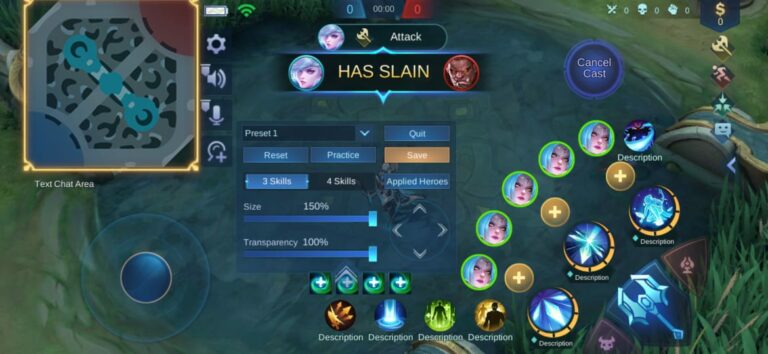 0 00:00 0
0 0 0
$
0
Attack
HAS SLAIN
Cancel
Cast
Preset 1
Quit
Reset
Practice
Save
3 Skills
4 Skills
Applied Heroes
Size
150%
Transparency
100%
Text Chat Area
Description
Description
Description
Description
Description
Description
Description
Description